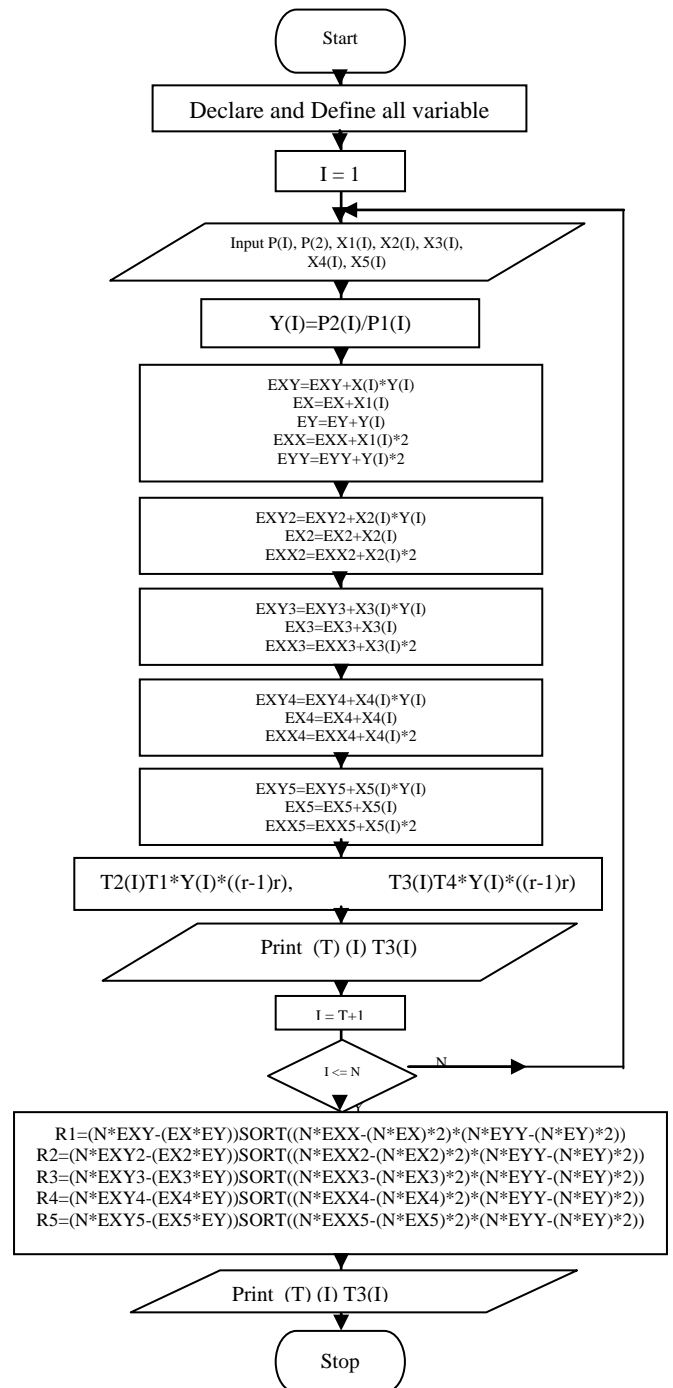 Start
Declare and Define all variable
I = 1
Input P(I), P(2), X1(I), X2(I), X3(I),
X4(I), X5(I)
Y(I)=P2(I)/P1(I)
EXY=EXY+X(I)*Y(I)
EX=EX+X1(I)
EY=EY+Y(I)
EXX=EXX+X1(I)*2
EYY=EYY+Y(I)*2
EXY2=EXY2+X2(I)*Y(I)
EX2=EX2+X2(I)
EXX2=EXX2+X2(I)*2
EXY3=EXY3+X3(I)*Y(I)
EX3=EX3+X3(I)
EXX3=EXX3+X3(I)*2
EXY4=EXY4+X4(I)*Y(I)
EX4=EX4+X4(I)
EXX4=EXX4+X4(I)*2
EXY5=EXY5+X5(I)*Y(I)
EX5=EX5+X5(I)
EXX5=EXX5+X5(I)*2
T2(I)T1*Y(I)*((r-1)r), T3(I)T4*Y(I)*((r-1)r)
Print (T) (I) T3(I)
I = T+1
I <= N
N
Y
R1=(N*EXY-(EX*EY))SORT((N*EXX-(N*EX)*2)*(N*EYY-(N*EY)*2))
R2=(N*EXY2-(EX2*EY))SORT((N*EXX2-(N*EX2)*2)*(N*EYY-(N*EY)*2))
R3=(N*EXY3-(EX3*EY))SORT((N*EXX3-(N*EX3)*2)*(N*EYY-(N*EY)*2))
R4=(N*EXY4-(EX4*EY))SORT((N*EXX4-(N*EX4)*2)*(N*EYY-(N*EY)*2))
R5=(N*EXY5-(EX5*EY))SORT((N*EXX5-(N*EX5)*2)*(N*EYY-(N*EY)*2))
Print (T) (I) T3(I)
Stop